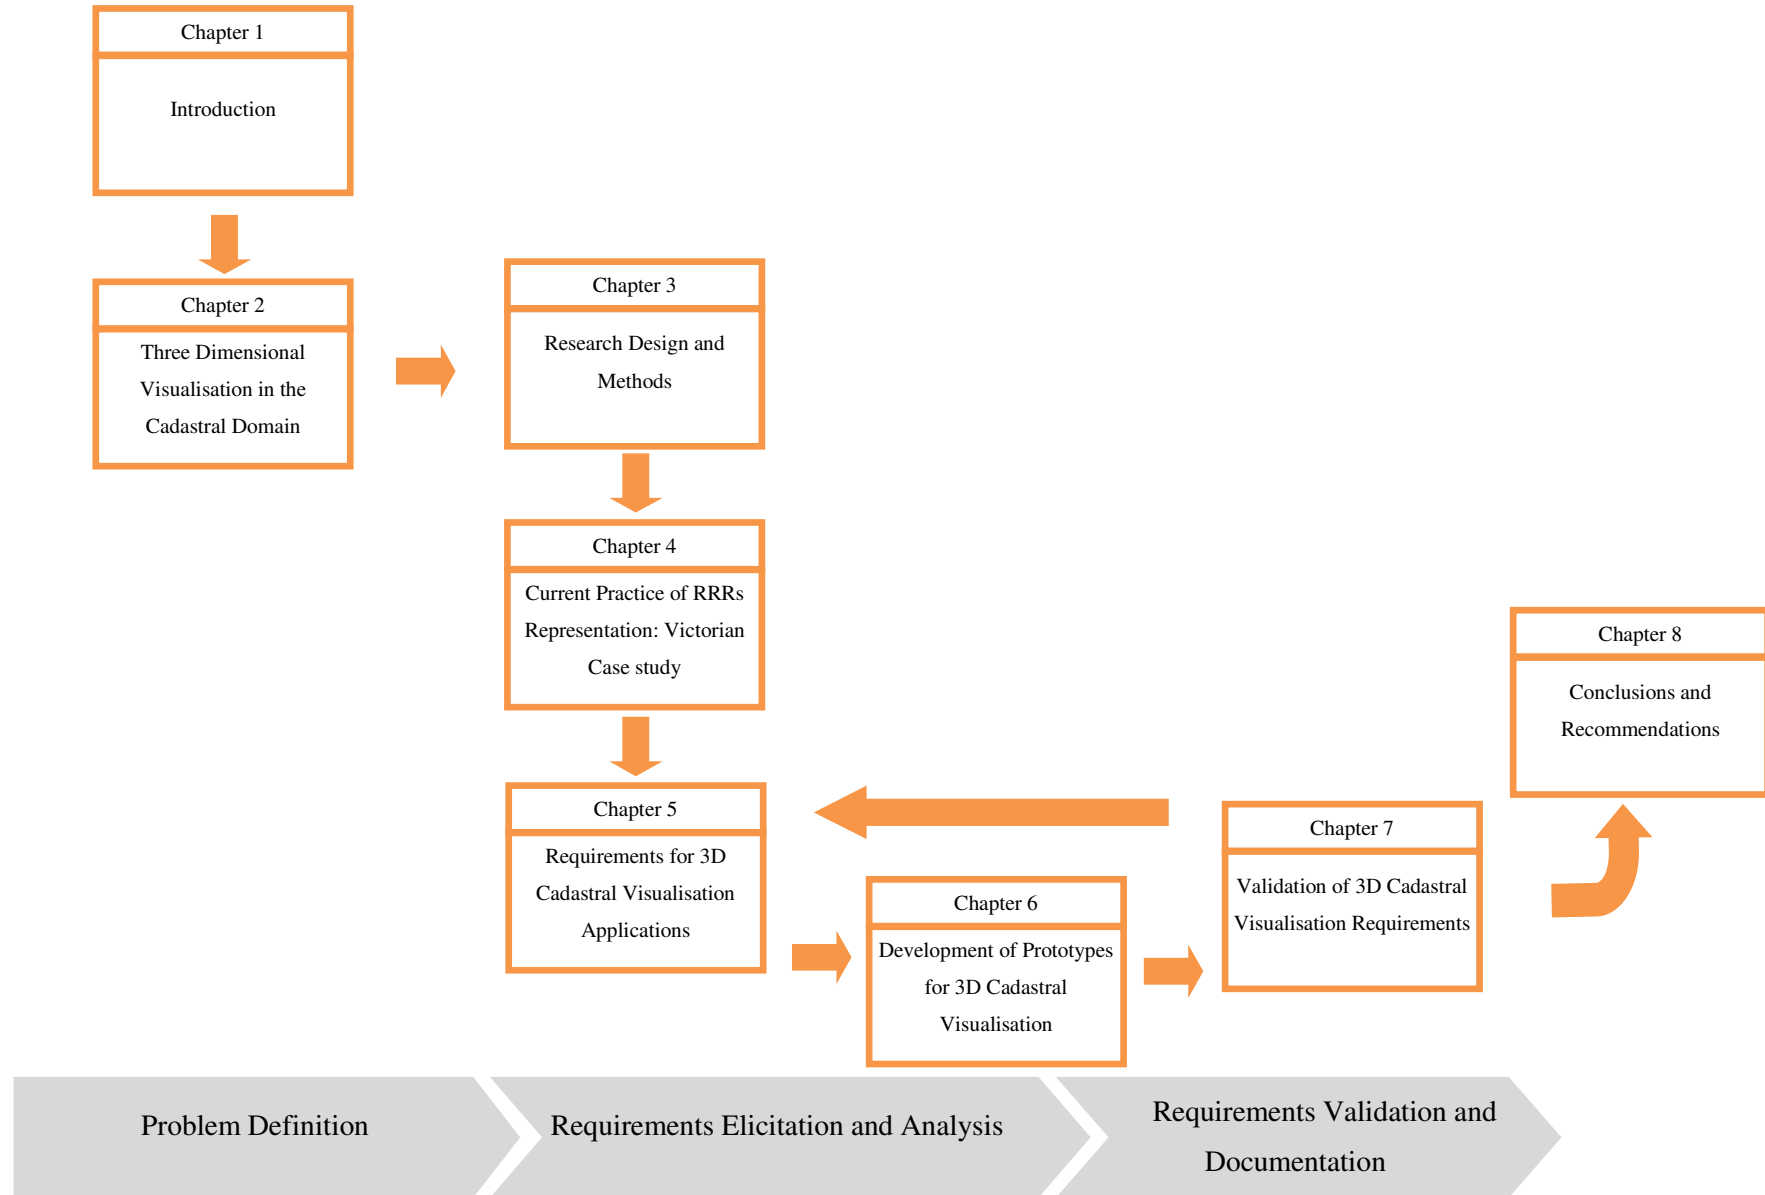 Chapter 1
Introduction
Chapter 2
Three Dimensional
Visualisation in the
Cadastral Domain
Chapter 3
Research Design and
Methods
Chapter 4
Current Practice of RRRs
Representation: Victorian
Case study
Chapter 5
Requirements for 3D
Cadastral Visualisation
Applications
Chapter 6
Development of Prototypes
for 3D Cadastral
Visualisation
Chapter 7
Validation of 3D Cadastral
Visualisation Requirements
Chapter 8
Conclusions and
Recommendations
Problem Definition
Requirements Elicitation and Analysis
Requirements Validation and
Documentation